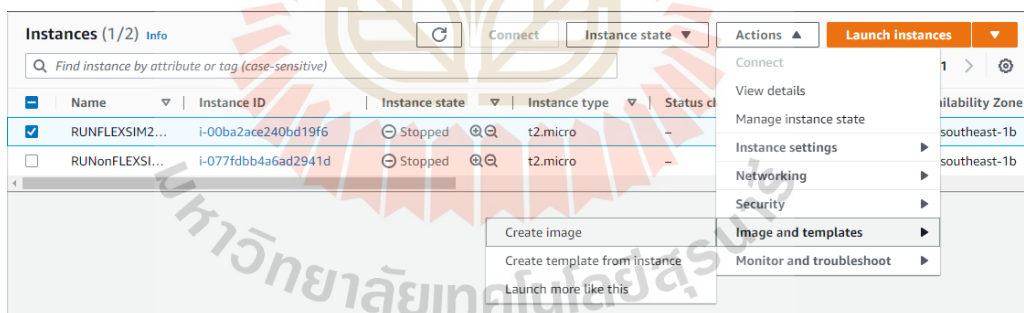 Instances (1/2) Info
Connect Instance state Actions Launch instances
Find instance by attribute or tag (case-sensitive) 1
Connect
View details
Manage instance state
Instance settings
Networking
Security
Image and templates
Monitor and troubleshoot
Name Instance ID Instance state Instance type Status Zone
RUNFLEXSIM2... i-00ba2ace240bd19f6 Stopped t2.micro – southeast-1b
RUNonFLEXSI... i-077fdbb4a6ad2941d Stopped t2.micro – southeast-1b
Create image
Create template from instance
Launch more like this
มหาวิทยาลัยเทคโนโลยีสุรนารี